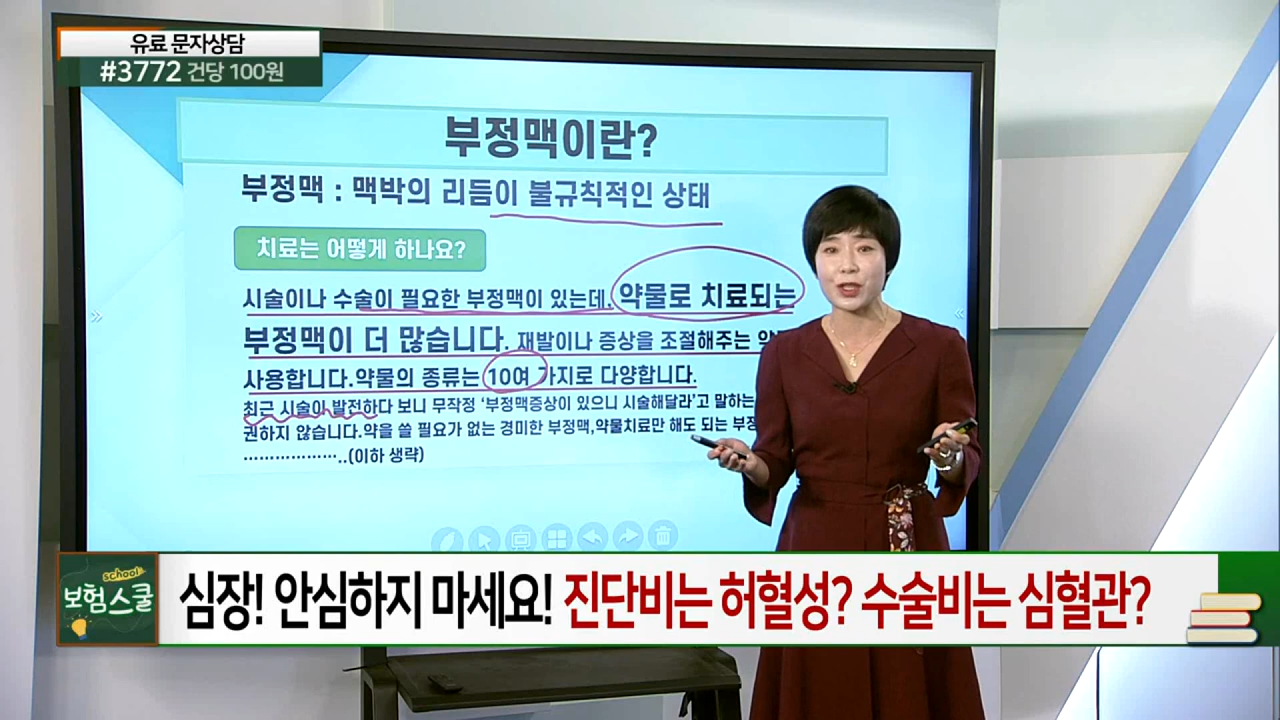 유료 문자상담
#3772 건당 100원
부정맥이란?
부정맥 : 맥박의 리듬이 불규칙적인 상태
치료는 어떻게 하나요?
시술이나 수술이 필요한 부정맥이 있는데. 약물로 치료되는
부정맥이 더 많습니다. 재발이나 증상을 조절해주는
사용합니다.약물의 종류는 10여 가지로 다양합니다.
최근 시술이 발전하다 보니 무작정 ‘부정맥증상이 있으니 시술해달라’고 말하는
권하지 않습니다.약을 쓸 필요가 없는 경미한 부정맥,약물치료만 해도 되는
………………..(이하 생략)
school
보험스쿨
심장! 안심하지 마세요! 진단비는 허혈성? 수술비는 심혈관?